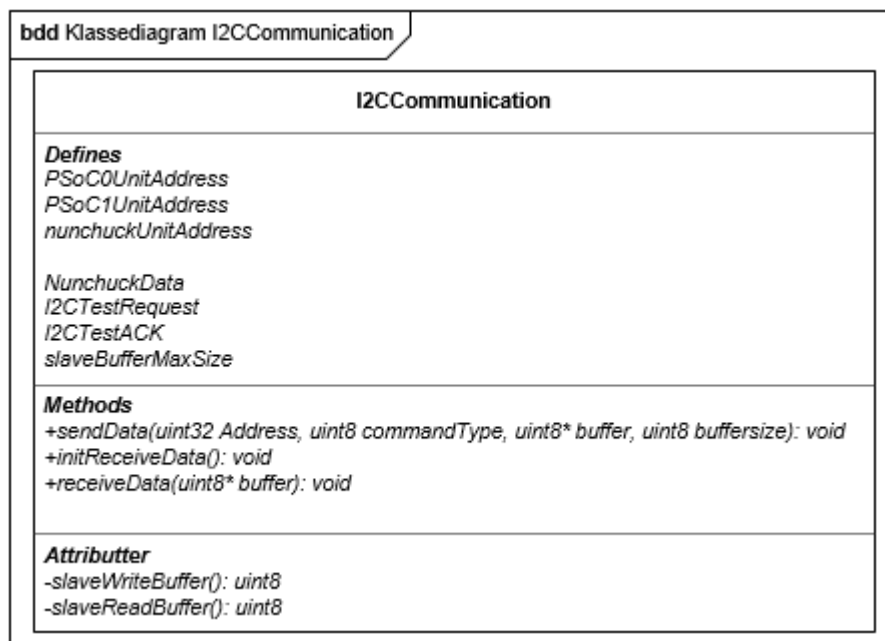 bdd Klassediagram I2CCommunication
I2CCommunication
Defines
PSoC0UnitAddress
PSoC1UnitAddress
nunchuckUnitAddress
NunchuckData
I2CTestRequest
I2CTestACK
slaveBufferMaxSize
Methods
+sendData(uint32 Address, uint8 commandType, uint8* buffer, uint8 buffersize): void
+initReceiveData(): void
+receiveData(uint8* buffer): void
Attributter
-slaveWriteBuffer(): uint8
-slaveReadBuffer(): uint8